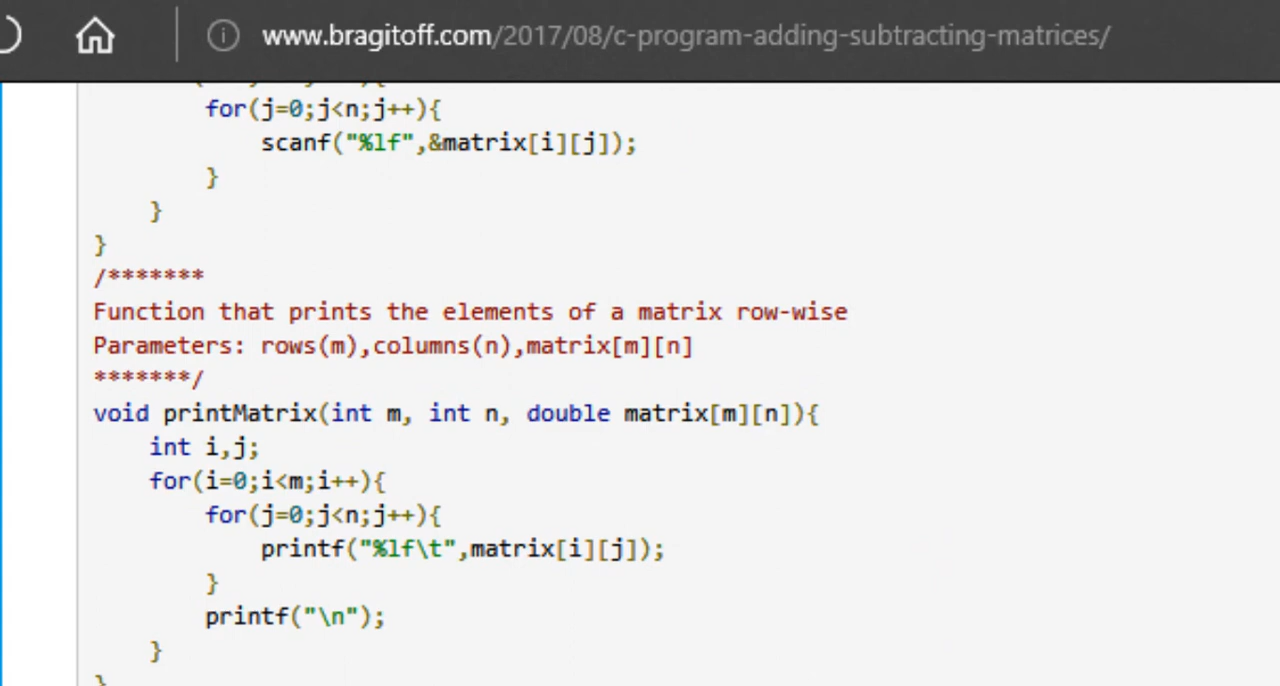 www.bragitoff.com/2017/08/c-program-adding-subtracting-matrices/
for(j=0;j<n;j++){
scanf("%lf",&matrix[i][j]);
}
}
}
/*******
Function that prints the elements of a matrix row-wise
Parameters: rows(m),columns(n),matrix[m][n]
*******/
void printMatrix(int m, int n, double matrix[m][n]){
int i,j;
for(i=0;i<m;i++){
for(j=0;j<n;j++){
printf("%lf\t",matrix[i][j]);
}
printf("\n");
}
}